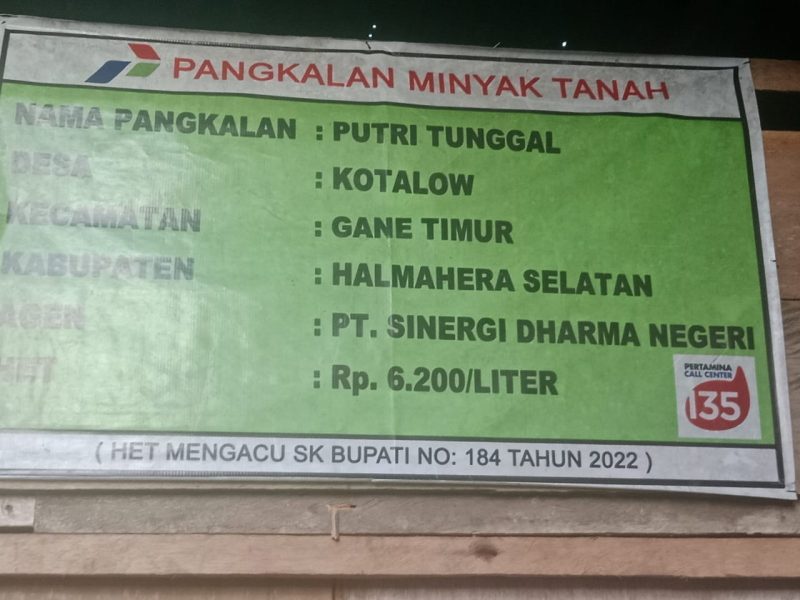 PANGKALAN MINYAK TANAH
NAMA PANGKALAN : PUTRI TUNGGAL
DESA : KOTALOW
KECAMATAN : GANE TIMUR
KABUPATEN : HALMAHERA SELATAN
AGEN : PT. SINERGI DHARMA NEGERI
HET : Rp. 6.200/LITER
PERTAMINA
CALL CENTER
135
( HET MENGACU SK BUPATI NO: 184 TAHUN 2022 )